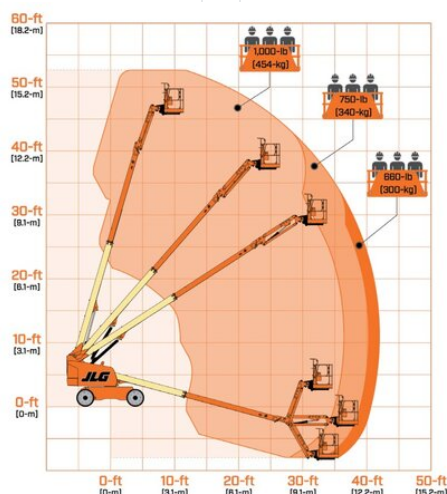 60-ft
[18.2-m]
50-ft
[15.2-m]
40-ft
[12.2-m]
30-ft
[9.1-m]
20-ft
[6.1-m]
10-ft
[3.1-m]
0-ft
[0-m]
1,000-lb
[454-kg]
750-lb
[340-kg]
660-lb
[300-kg]
JLG
0-ft 10-ft 20-ft 30-ft 40-ft 50-ft
[0-m] [3.1-m] [6.1-m] [9.1-m] [12.2-m] [15.2-m]